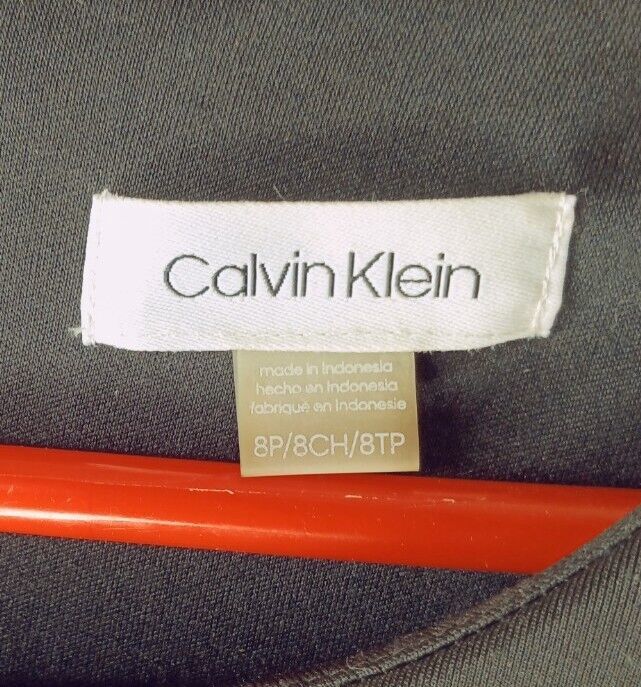 Calvin Klein
made in Indonesia
hecho en Indonesia
fabriqué en Indonesie
8P/8CH/8TP